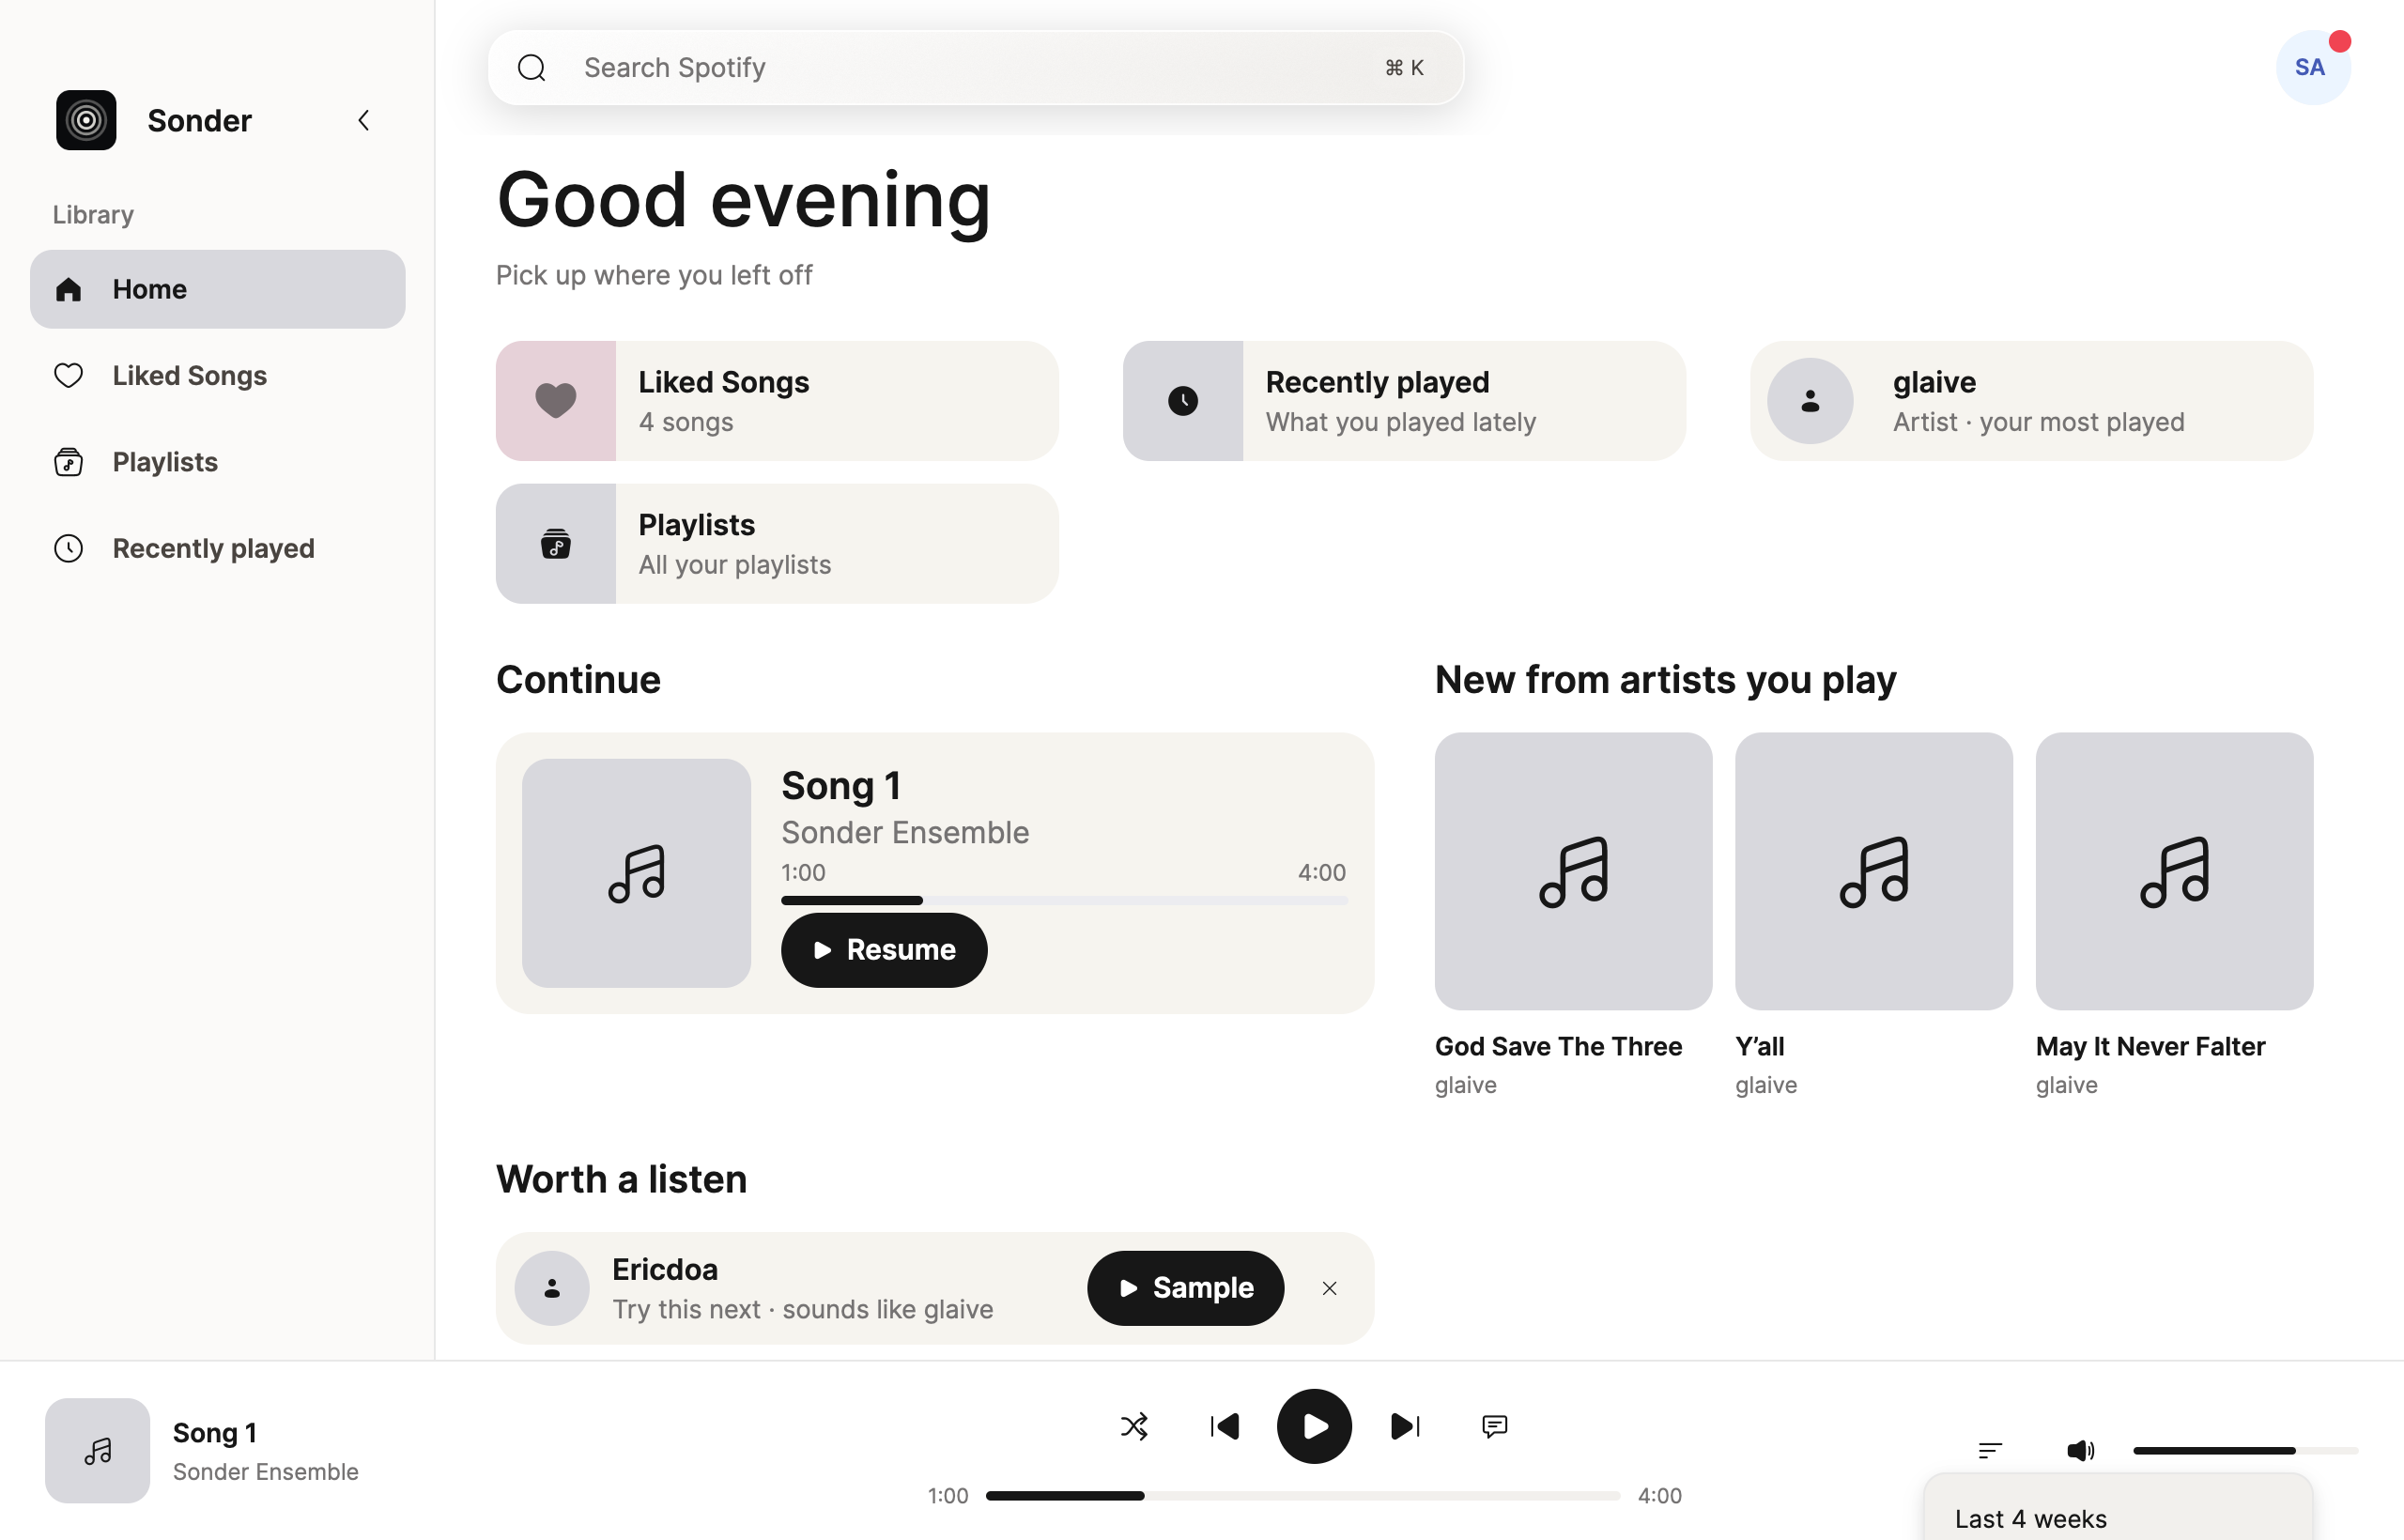 Sonder
Library
Home
Liked Songs
Playlists
Recently played
Search Spotify
⌘ K
SA
Good evening
Pick up where you left off
Liked Songs
4 songs
Recently played
What you played lately
glaive
Artist · your most played
Playlists
All your playlists
Continue
Song 1
Sonder Ensemble
1:00 4:00
Resume
New from artists you play
God Save The Three
glaive
Y’all
glaive
May It Never Falter
glaive
Worth a listen
Ericdoa
Try this next · sounds like glaive
Sample
Song 1
Sonder Ensemble
1:00 4:00
Last 4 weeks